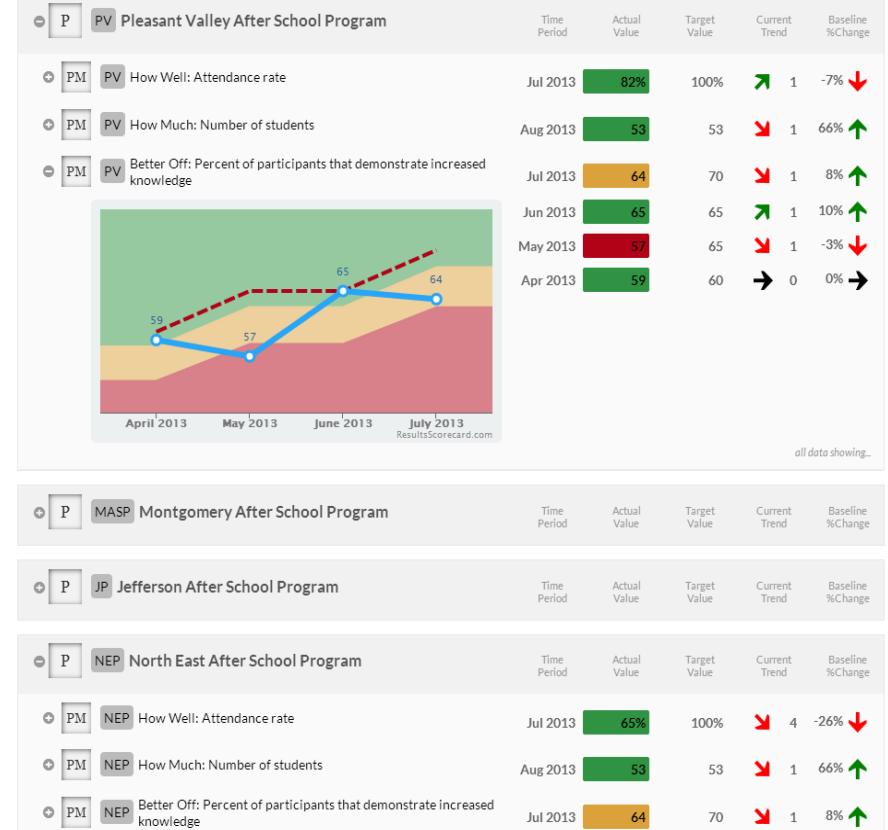 P PV Pleasant Valley After School Program Time Period Actual Value Target Value Current Trend Baseline %Change
PM PV How Well: Attendance rate Jul 2013 82% 100% 1 -7%
PM PV How Much: Number of students Aug 2013 53 53 1 66%
PM PV Better Off: Percent of participants that demonstrate increased knowledge Jul 2013 64 70 1 8%
Jun 2013 65 65 1 10%
May 2013 57 65 1 -3%
Apr 2013 59 60 0 0%
59
57
65
64
April 2013 May 2013 June 2013 July 2013
ResultsScorecard.com
all data showing...
P MASP Montgomery After School Program Time Period Actual Value Target Value Current Trend Baseline %Change
P JP Jefferson After School Program Time Period Actual Value Target Value Current Trend Baseline %Change
P NEP North East After School Program Time Period Actual Value Target Value Current Trend Baseline %Change
PM NEP How Well: Attendance rate Jul 2013 65% 100% 4 -26%
PM NEP How Much: Number of students Aug 2013 53 53 1 66%
PM NEP Better Off: Percent of participants that demonstrate increased knowledge Jul 2013 64 70 1 8%